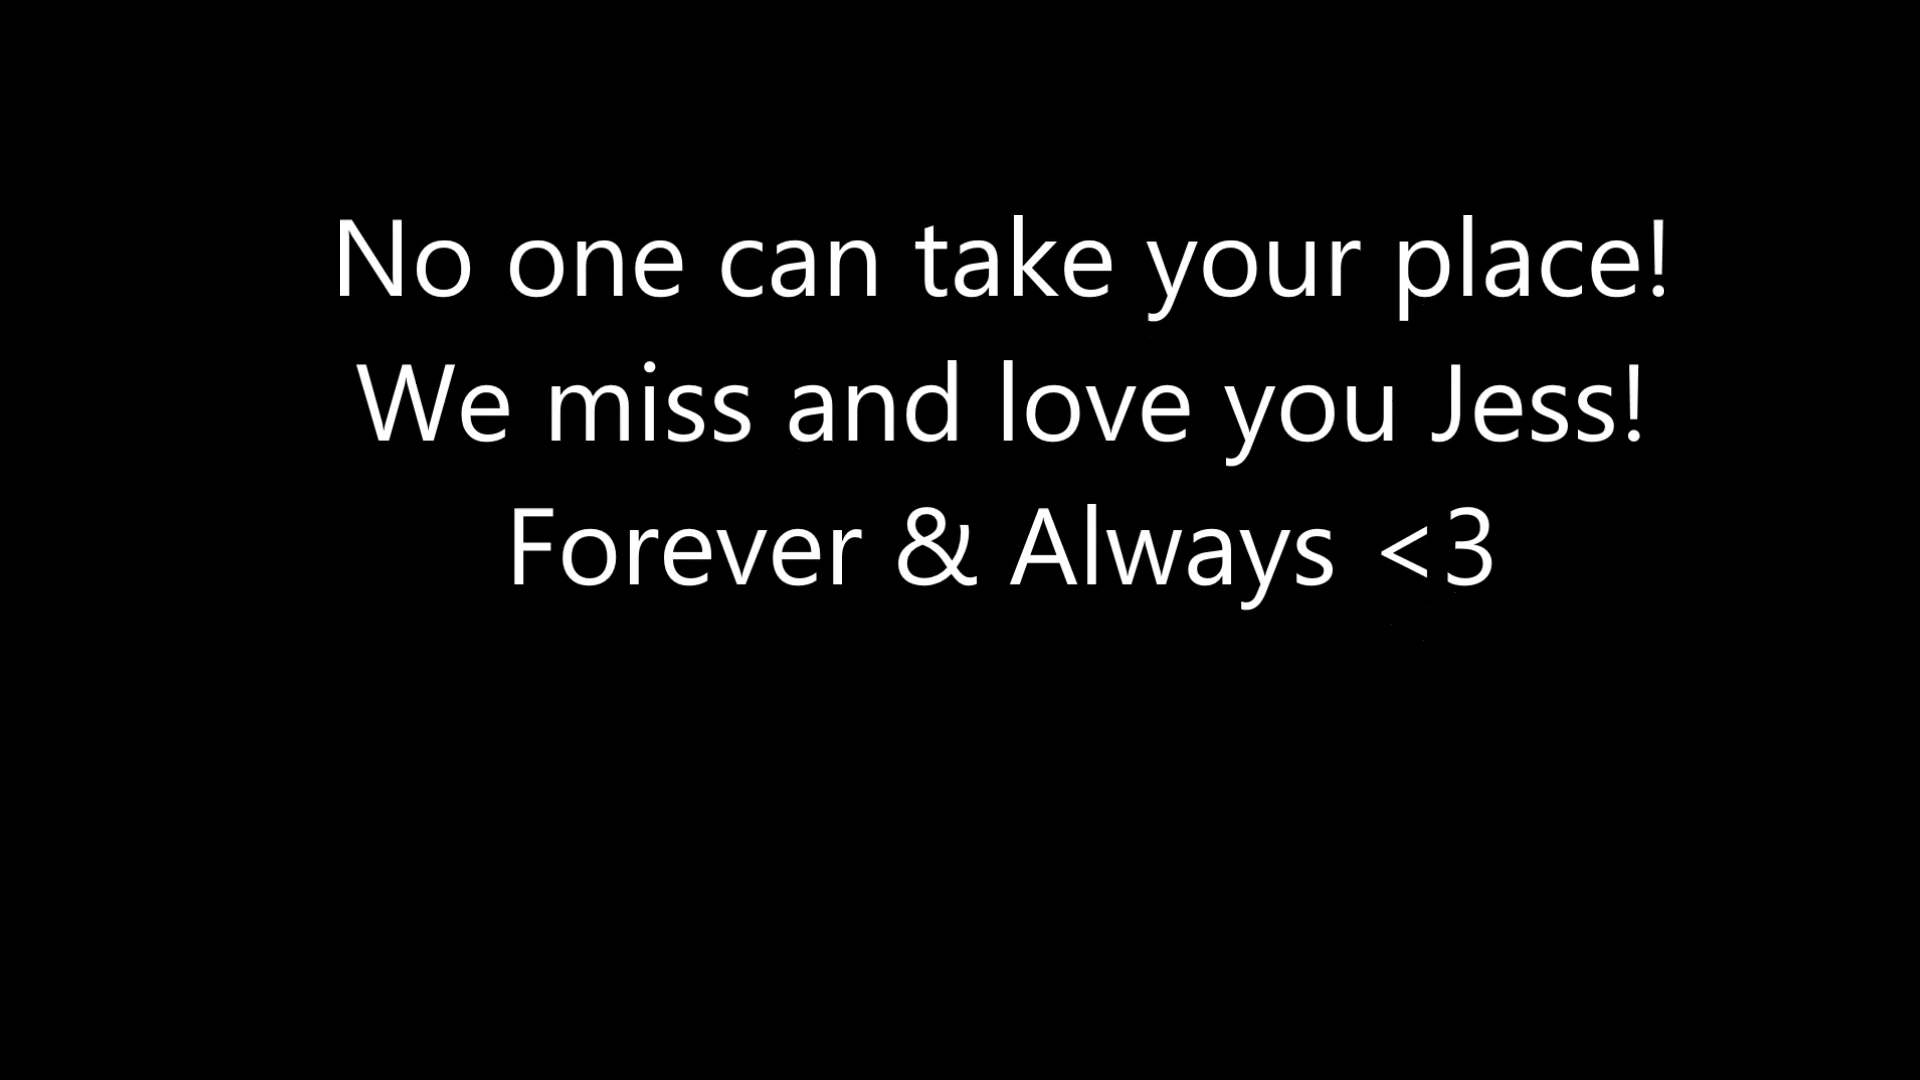 No one can take your place!
We miss and love you Jess!
Forever & Always <3